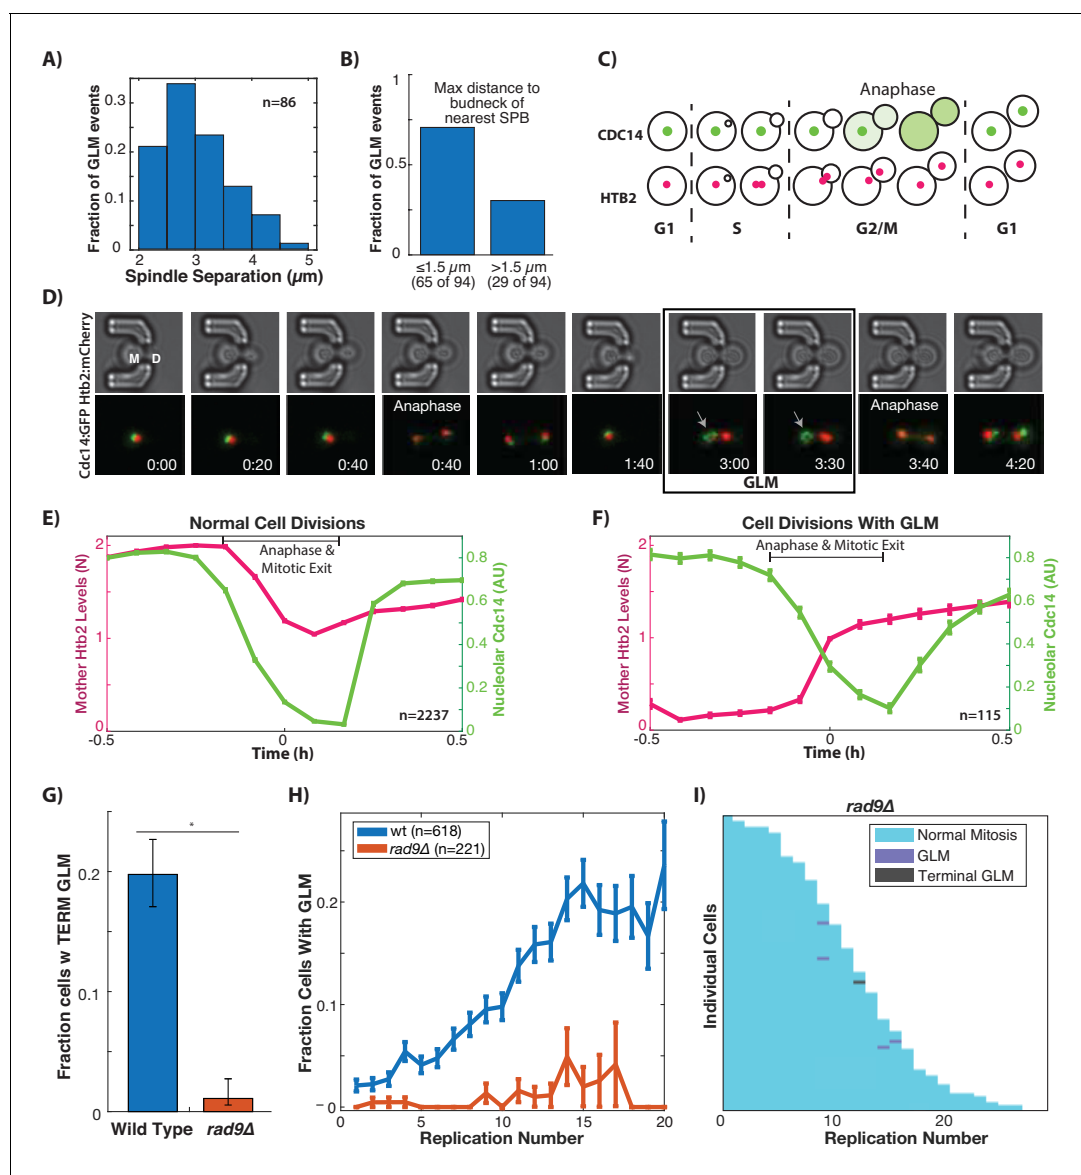 A)
Fraction of GLM events
0.3
0.2
0.1
0
n=86
2
3
4
5
Spindle Separation (µm)
B)
Fraction of GLM events
1
0.5
0
Max distance to
budneck of
nearest SPB
≤1.5 µm
(65 of 94)
>1.5 µm
(29 of 94)
C)
Anaphase
CDC14
HTB2
G1
S
G2/M
G1
D)
Cdc14:GFP Htb2:mCherry
M D
Anaphase
Anaphase
0:00
0:20
0:40
0:40
1:00
1:40
3:00
3:30
3:40
4:20
GLM
E)
Normal Cell Divisions
Anaphase &
Mitotic Exit
Mother Htb2 Levels (N)
2
1
0
Nucleolar Cdc14 (AU)
0.8
0.6
0.4
0.2
0
n=2237
-0.5
0
0.5
Time (h)
F)
Cell Divisions With GLM
Anaphase & Mitotic Exit
Mother Htb2 Levels (N)
2
1
0
Nucleolar Cdc14 (AU)
0.8
0.6
0.4
0.2
0
n=115
-0.5
0
0.5
Time (h)
G)
Fraction cells w TERM GLM
0.2
0.1
0
*
Wild Type
rad9Δ
H)
Fraction Cells With GLM
0.2
0.1
0
wt (n=618)
rad9Δ (n=221)
0
5
10
15
20
Replication Number
I)
rad9Δ
Individual Cells
Normal Mitosis
GLM
Terminal GLM
0
10
20
Replication Number